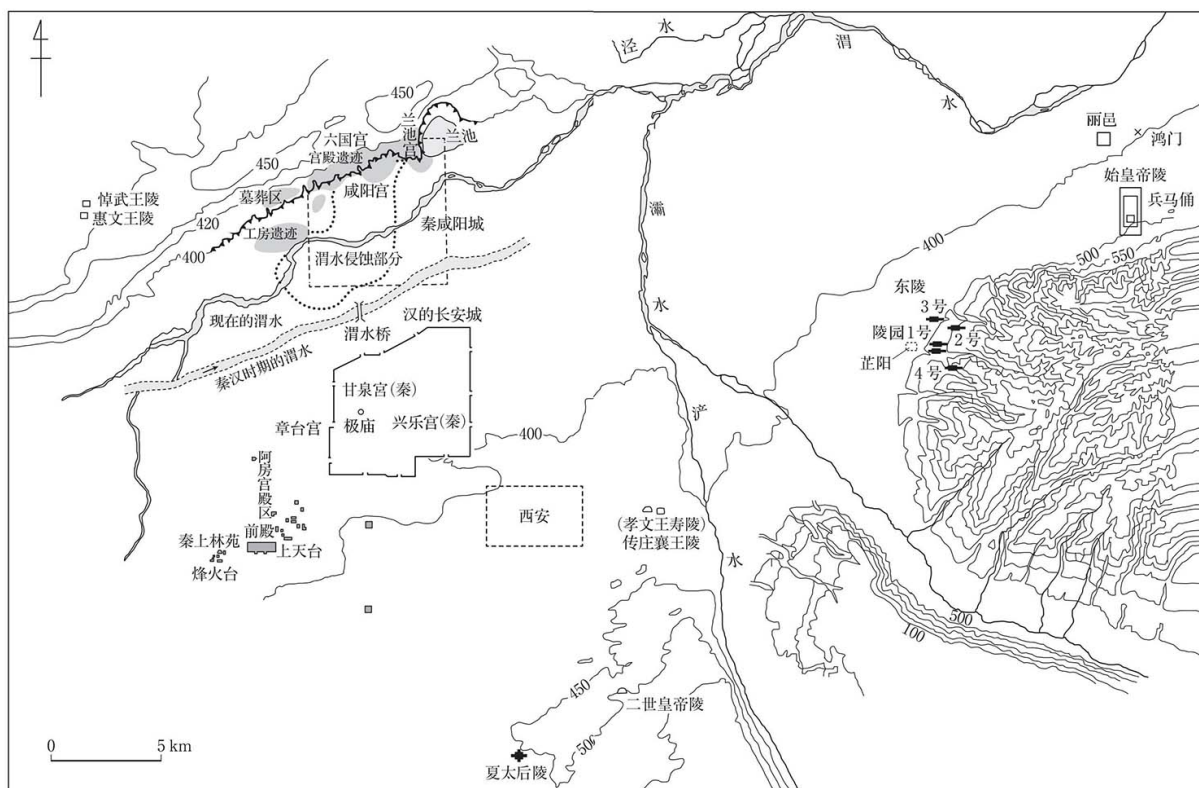 水
泾
渭
水
450
兰池宫
兰池
六国宫
宫殿遗迹
450
咸阳宫
墓葬区
悼武王陵
惠文王陵
420
工房遗迹
400
秦咸阳城
渭水侵蚀部分
现在的渭水
渭水桥
汉的长安城
秦汉时期的渭水
甘泉宫(秦)
极庙
兴乐宫(秦)
章台宫
400
阿房宫殿区
前殿
上天台
秦上林苑
烽火台
西安
(孝文王寿陵)
传庄襄王陵
灞
水
浐
水
丽邑
鸿门
始皇帝陵
兵马俑
400
500
550
东陵
3号
陵园1号
2号
芷阳
4号
500
100
450
500
二世皇帝陵
夏太后陵
0
5 km